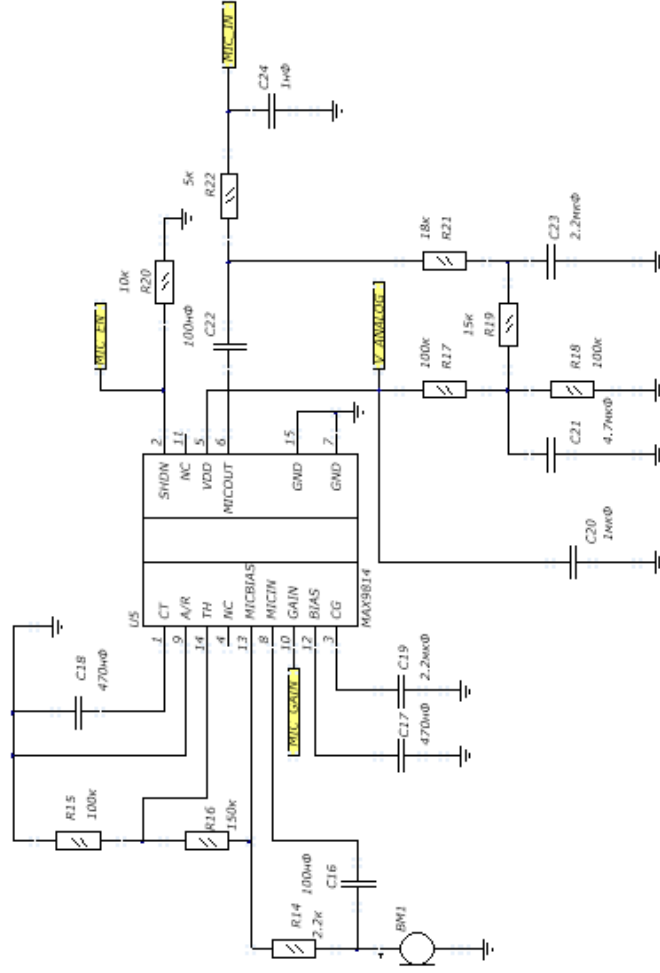 MIC_IN
C24
1нФ
5к
R22
10к
R20
18к
R21
C23
2.2мкФ
MIC_EN
100нФ
C22
V_ANALOG
15к
R19
100к
R17
R18
100к
C21
4.7мкФ
C20
1мкФ
2
11
5
6
15
7
SHDN
NC
VDD
MICOUT
GND
GND
U5
MAX9814
CT
A/R
TH
NC
MICBIAS
MICIN
GAIN
BIAS
CG
1
9
14
4
13
8
10
12
3
C18
470нФ
MIC_GAIN
C19
2.2мкФ
C17
470нФ
R15
100к
R16
150к
100нФ
C16
R14
2.2к
BM1